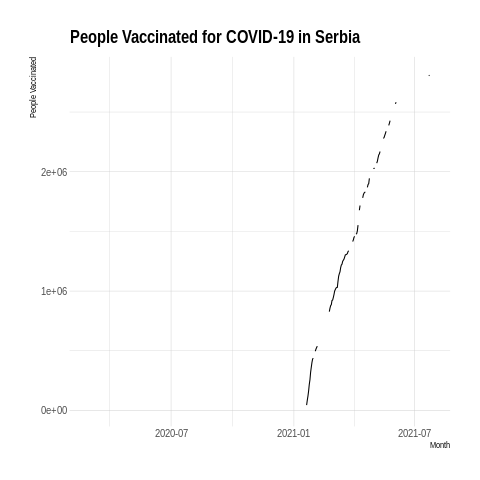 People Vaccinated for COVID-19 in Serbia
People Vaccinated
2e+06
1e+06
0e+00
2020-07
2021-01
2021-07
Month